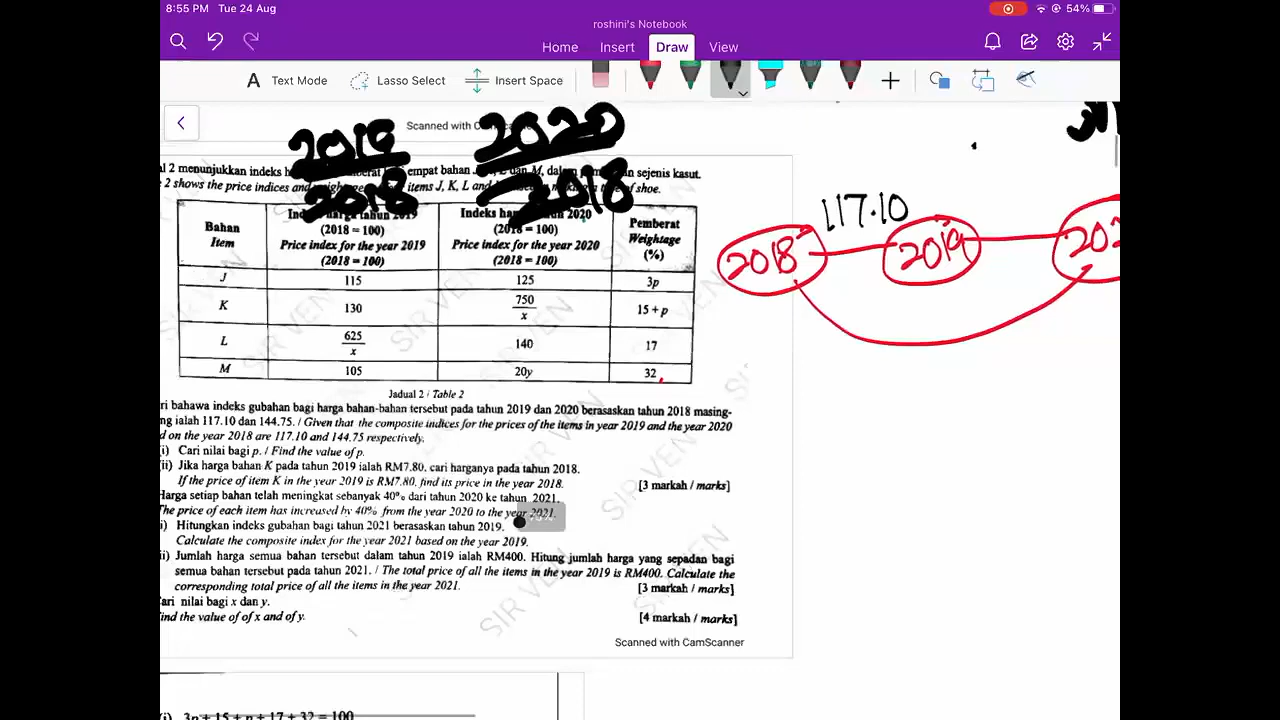 8:55 PM Tue 24 Aug
54%
roshini's Notebook
Home Insert Draw View
Text Mode Lasso Select Insert Space
Scanned with
2019
2018
2020
2018
117.10
2018 2019
al 2 menunjukkan indeks empat bahan dan M, dalam sejenis kasut.
2 shows the price indices and items J, K, L and of shoe.
Bahan
Item
tahun 2019
(2018 = 100)
Price index for the year 2019
(2018 = 100)
Indeks 2020
(2018 = 100)
Price index for the year 2020
(2018 = 100)
Pemberat
Weightage
(%)
J 115 125 3p
K 130 750/x 15 + p
L 625/x 140 17
M 105 20y 32
Jadual 2 / Table 2
ri bahawa indeks gubahan bagi harga bahan-bahan tersebut pada tahun 2019 dan 2020 berasaskan tahun 2018 masing-
ng ialah 117.10 dan 144.75. / Given that the composite indices for the prices of the items in year 2019 and the year 2020
d on the year 2018 are 117.10 and 144.75 respectively.
(i) Cari nilai bagi p. / Find the value of p.
(ii) Jika harga bahan K pada tahun 2019 ialah RM7.80, cari harganya pada tahun 2018.
If the price of item K in the year 2019 is RM7.80, find its price in the year 2018.
[3 markah / marks]
Harga setiap bahan telah meningkat sebanyak 40% dari tahun 2020 ke tahun 2021.
The price of each item has increased by 40% from the year 2020 to the year 2021.
i) Hitungkan indeks gubahan bagi tahun 2021 berasaskan tahun 2019.
Calculate the composite index for the year 2021 based on the year 2019.
ii) Jumlah harga semua bahan tersebut dalam tahun 2019 ialah RM400. Hitung jumlah harga yang sepadan bagi
semua bahan tersebut pada tahun 2021. / The total price of all the items in the year 2019 is RM400. Calculate the
corresponding total price of all the items in the year 2021.
[3 markah / marks]
ari nilai bagi x dan y.
ind the value of of x and of y.
[4 markah / marks]
SIR VEN
Scanned with CamScanner
(i) 3p + 15 + p + 17 + 32 = 100